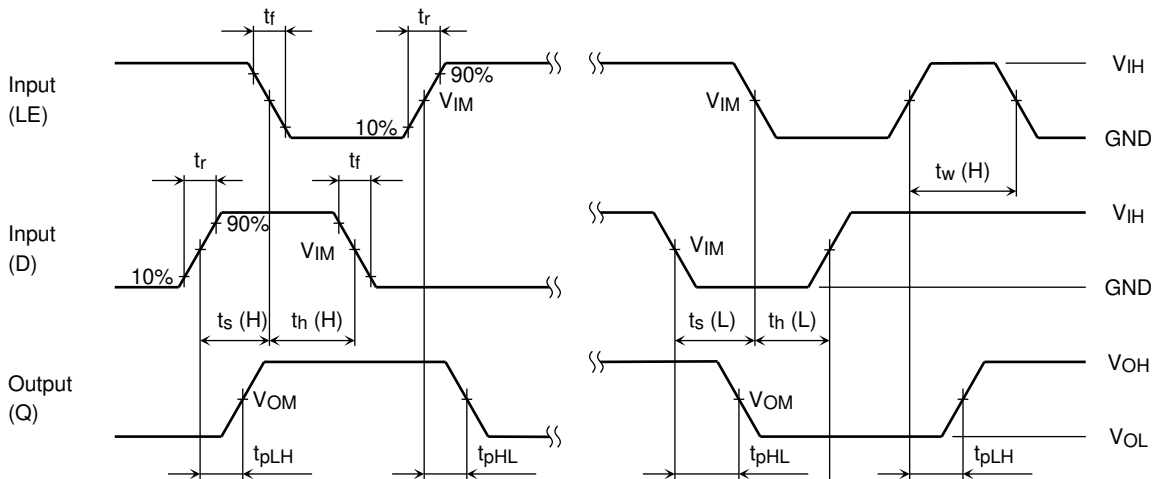 tf
tr
Input
(LE)
90%
VIM
10%
VIM
VIH
GND
tr
tf
tw (H)
Input
(D)
90%
VIM
10%
VIM
VIH
GND
ts (H)
th (H)
ts (L)
th (L)
Output
(Q)
VOM
VOM
VOH
VOL
tpLH
tpHL
tpHL
tpLH